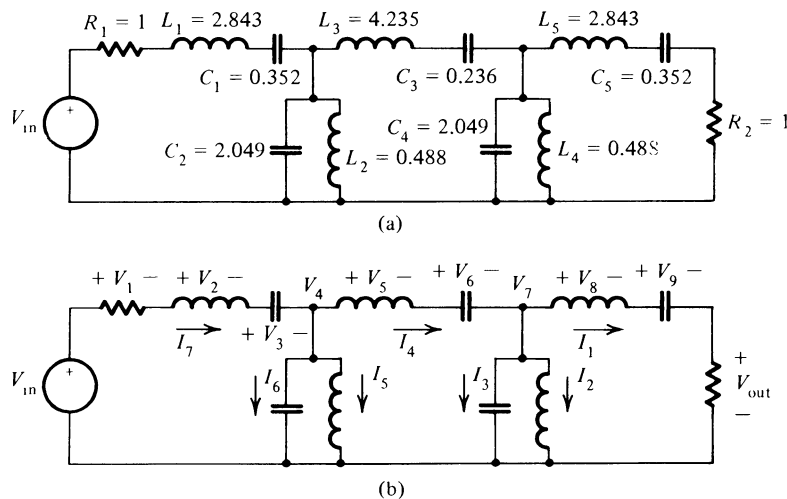 L1 = 2.843
L3 = 4.235
L5 = 2.843
R1 = 1
C1 = 0.352
C3 = 0.236
C5 = 0.352
Vin
+
C2 = 2.049
L2 = 0.488
C4 = 2.049
L4 = 0.488
R2 = 1
(a)
+ V1 −
+ V2 −
V4
+ V5 −
+ V6 −
V7
+ V8 −
+ V9 −
I7
+ V3 −
I4
I1
Vin
+
I6
I5
I3
I2
+
Vout
−
(b)